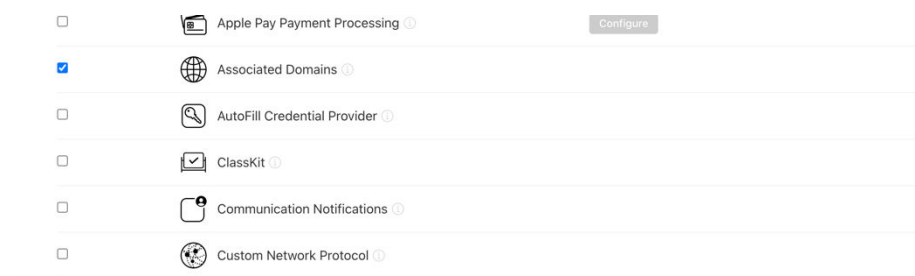 Apple Pay Payment Processing Configure
Associated Domains
AutoFill Credential Provider
ClassKit
Communication Notifications
Custom Network Protocol